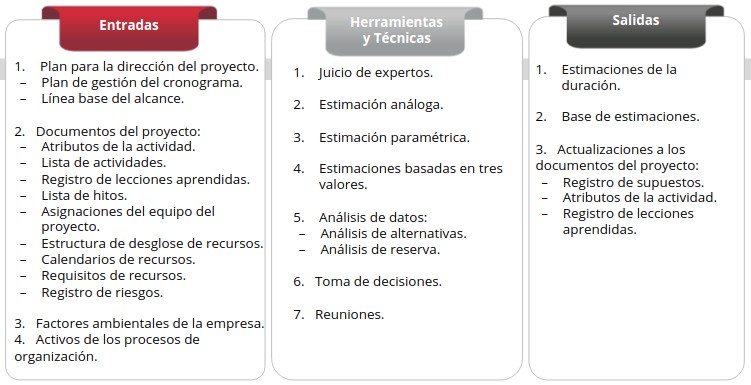 Entradas
1. Plan para la dirección del proyecto.
– Plan de gestión del cronograma.
– Línea base del alcance.
2. Documentos del proyecto:
– Atributos de la actividad.
– Lista de actividades.
– Registro de lecciones aprendidas.
– Lista de hitos.
– Asignaciones del equipo del
proyecto.
– Estructura de desglose de recursos.
– Calendarios de recursos.
– Requisitos de recursos.
– Registro de riesgos.
3. Factores ambientales de la empresa.
4. Activos de los procesos de
organización.
Herramientas
y Técnicas
1. Juicio de expertos.
2. Estimación análoga.
3. Estimación paramétrica.
4. Estimaciones basadas en tres
valores.
5. Análisis de datos:
– Análisis de alternativas.
– Análisis de reserva.
6. Toma de decisiones.
7. Reuniones.
Salidas
1. Estimaciones de la
duración.
2. Base de estimaciones.
3. Actualizaciones a los
documentos del proyecto:
– Registro de supuestos.
– Atributos de la actividad.
– Registro de lecciones
aprendidas.